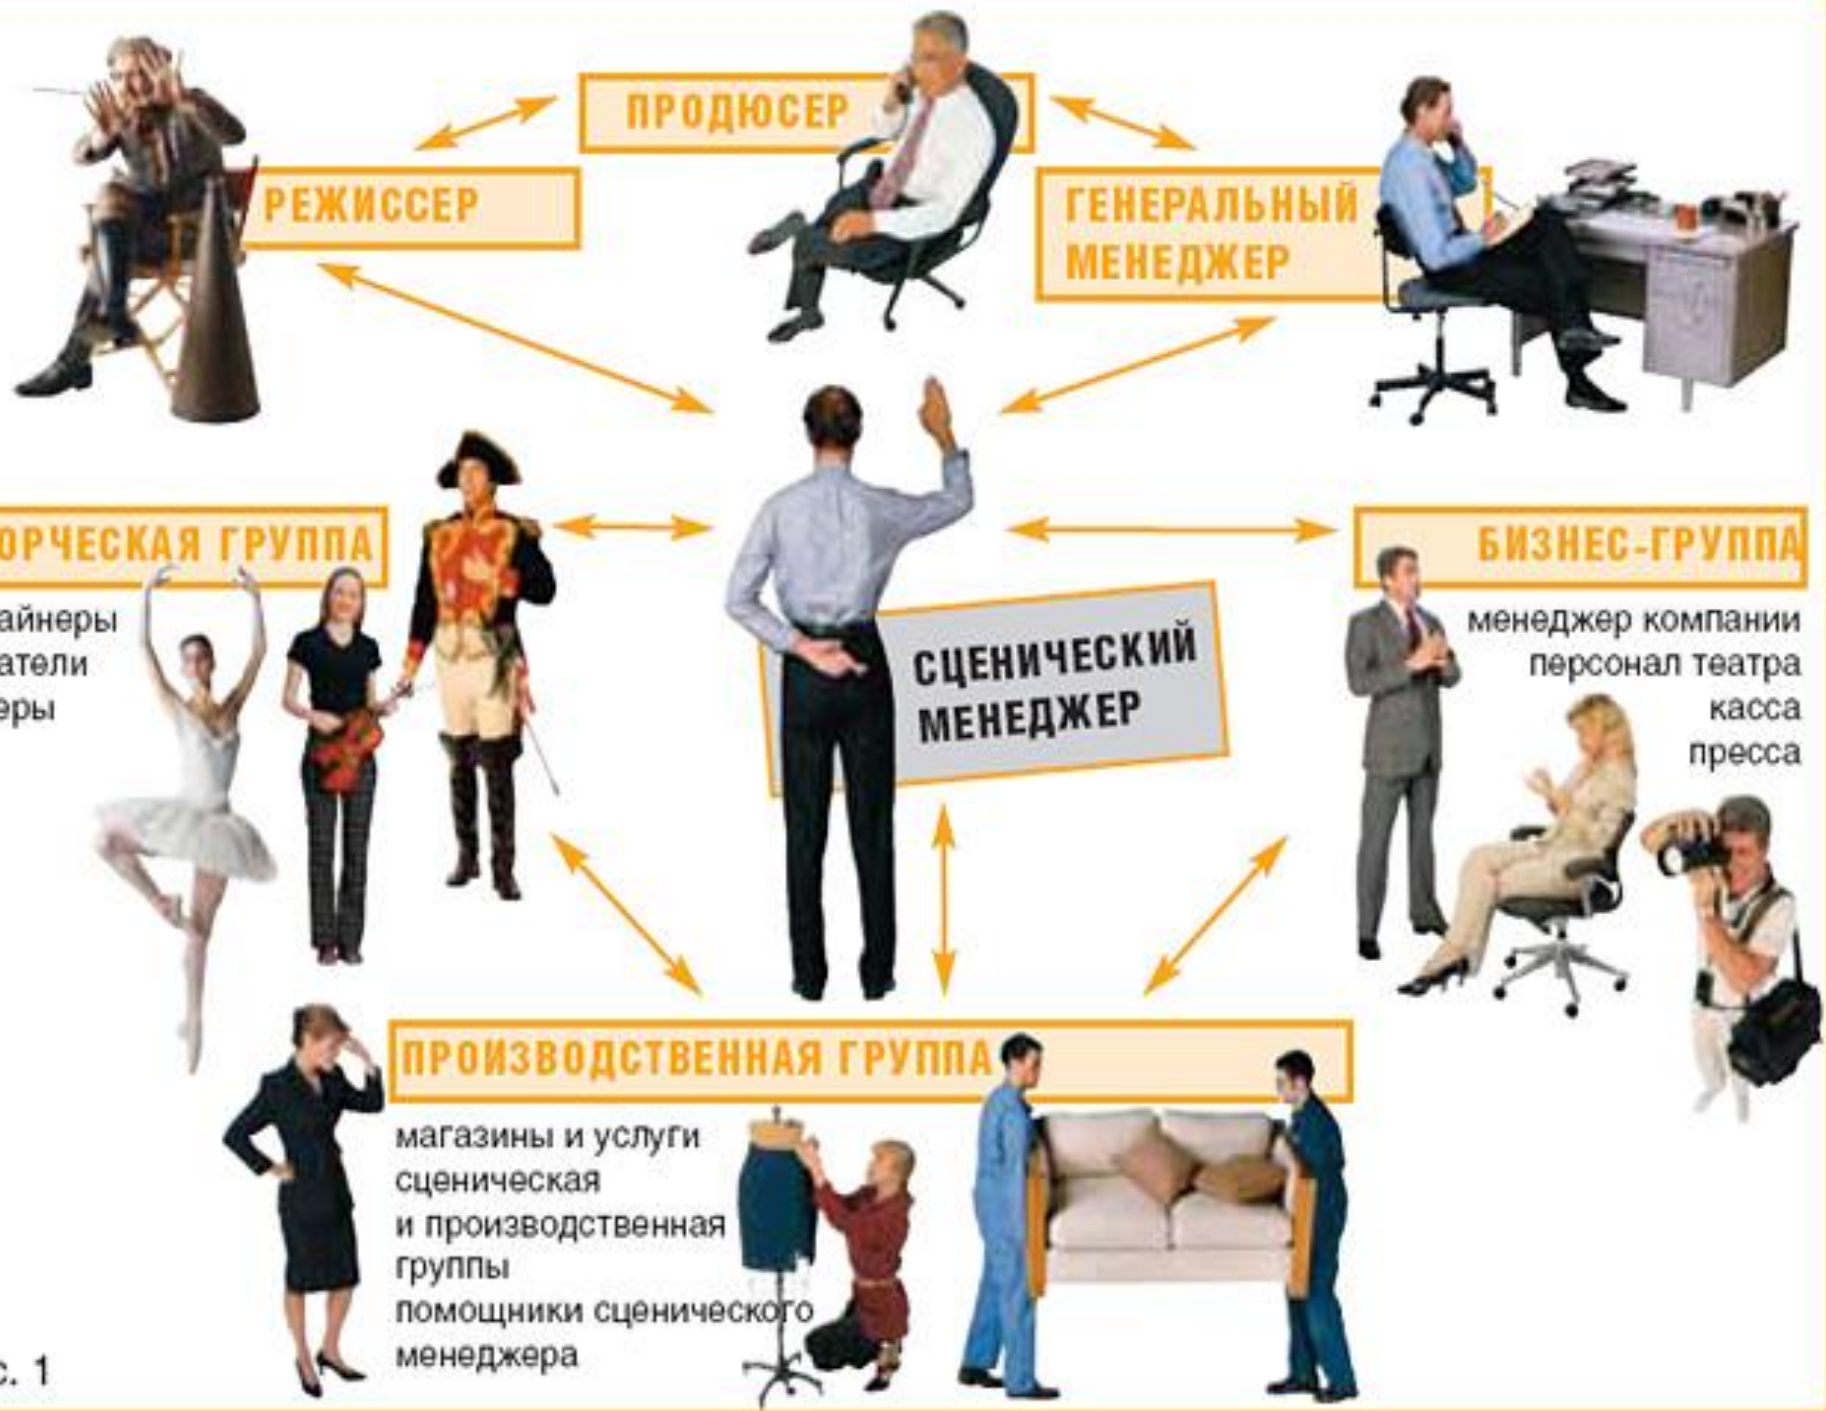 ПРОДЮСЕР
РЕЖИССЕР
ГЕНЕРАЛЬНЫЙ
МЕНЕДЖЕР
ОРЧЕСКАЯ ГРУППА
айнеры
атели
еры
СЦЕНИЧЕСКИЙ
МЕНЕДЖЕР
БИЗНЕС-ГРУППА
менеджер компании
персонал театра
касса
пресса
ПРОИЗВОДСТВЕННАЯ ГРУППА
магазины и услуги
сценическая
и производственная
группы
помощники сценического
менеджера
с. 1